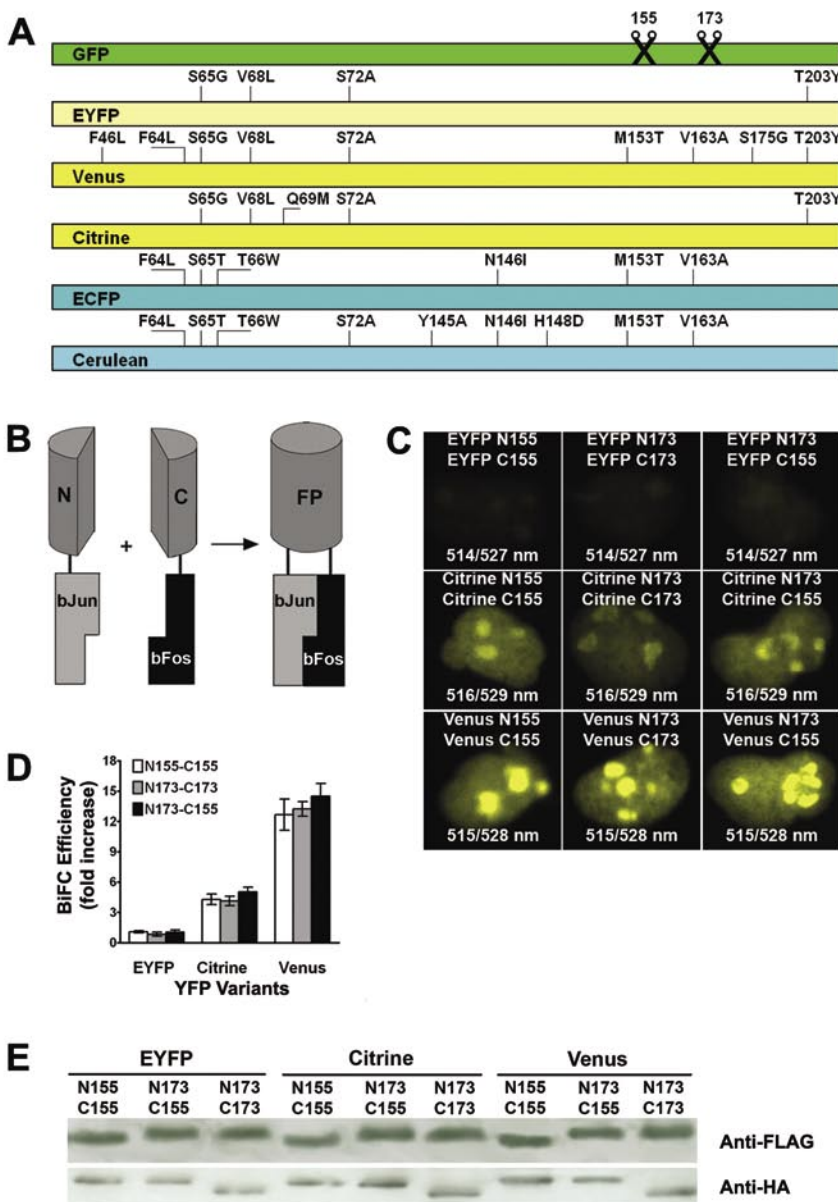 A
155 173
GFP
S65G V68L S72A T203Y
EYFP
F46L F64L S65G V68L S72A M153T V163A S175G T203Y
Venus
S65G V68L Q69M S72A T203Y
Citrine
F64L S65T T66W N146I M153T V163A
ECFP
F64L S65T T66W S72A Y145A N146I H148D M153T V163A
Cerulean
B
N + C FP
bJun bFos bJun bFos
C
EYFP N155 EYFP N173 EYFP N173
EYFP C155 EYFP C173 EYFP C155
514/527 nm 514/527 nm 514/527 nm
Citrine N155 Citrine N173 Citrine N173
Citrine C155 Citrine C173 Citrine C155
516/529 nm 516/529 nm 516/529 nm
Venus N155 Venus N173 Venus N173
Venus C155 Venus C173 Venus C155
515/528 nm 515/528 nm 515/528 nm
D
BiFC Efficiency
(fold increase)
18
15
12
9
6
3
0
N155-C155
N173-C173
N173-C155
EYFP Citrine Venus
YFP Variants
E
EYFP Citrine Venus
N155 N173 N173 N155 N173 N173 N155 N173 N173
C155 C155 C173 C155 C155 C173 C155 C155 C173
Anti-FLAG
Anti-HA